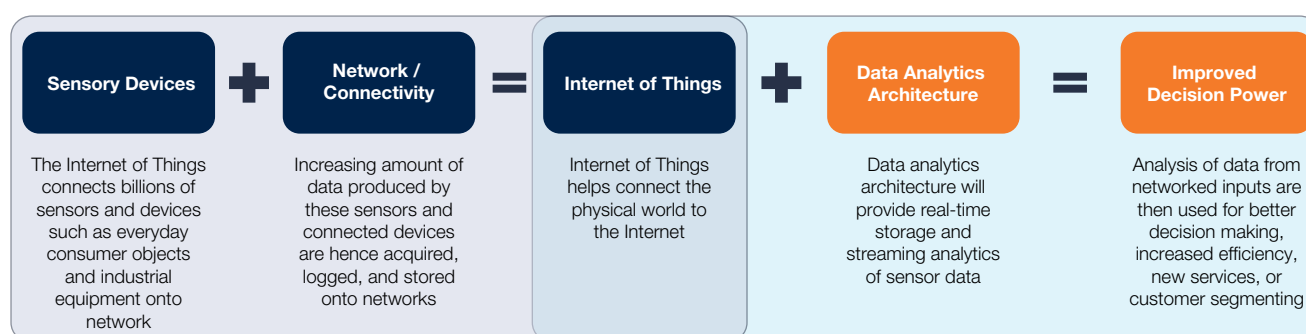 Sensory Devices
Network /
Connectivity
Internet of Things
Data Analytics
Architecture
Improved
Decision Power
The Internet of Things
connects billions of
sensors and devices
such as everyday
consumer objects
and industrial
equipment onto
network
Increasing amount of
data produced by
these sensors and
connected devices
are hence acquired,
logged, and stored
onto networks
Internet of Things
helps connect the
physical world to
the Internet
Data analytics
architecture will
provide real-time
storage and
streaming analytics
of sensor data
Analysis of data from
networked inputs are
then used for better
decision making,
increased efficiency,
new services, or
customer segmenting